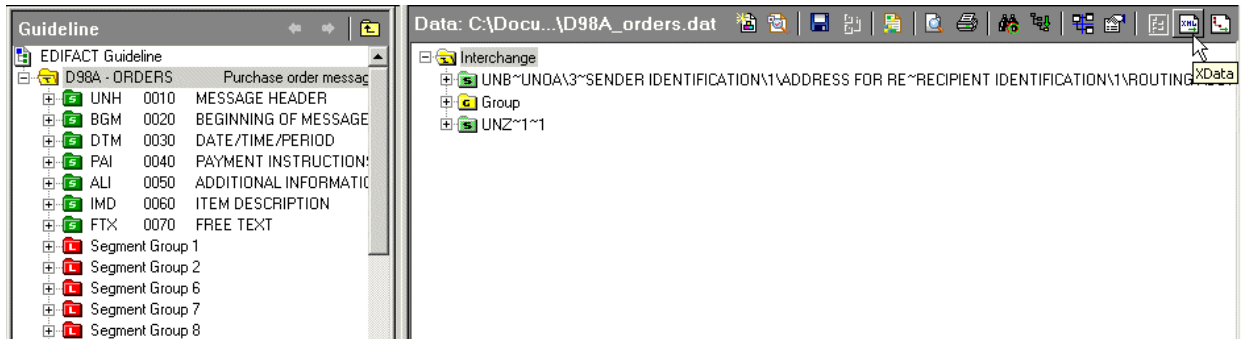 Guideline
EDIFACT Guideline
D98A - ORDERS Purchase order messag
UNH 0010 MESSAGE HEADER
BGM 0020 BEGINNING OF MESSAGE
DTM 0030 DATE/TIME/PERIOD
PAI 0040 PAYMENT INSTRUCTIONS
ALI 0050 ADDITIONAL INFORMATIO
IMD 0060 ITEM DESCRIPTION
FTX 0070 FREE TEXT
Segment Group 1
Segment Group 2
Segment Group 6
Segment Group 7
Segment Group 8
Data: C:\Docu...\D98A_orders.dat
Interchange
UNB~UNOA\3~SENDER IDENTIFICATION\1\ADDRESS FOR RE~RECIPIENT IDENTIFICATION\1\ROUTING
XData
Group
UNZ~1~1